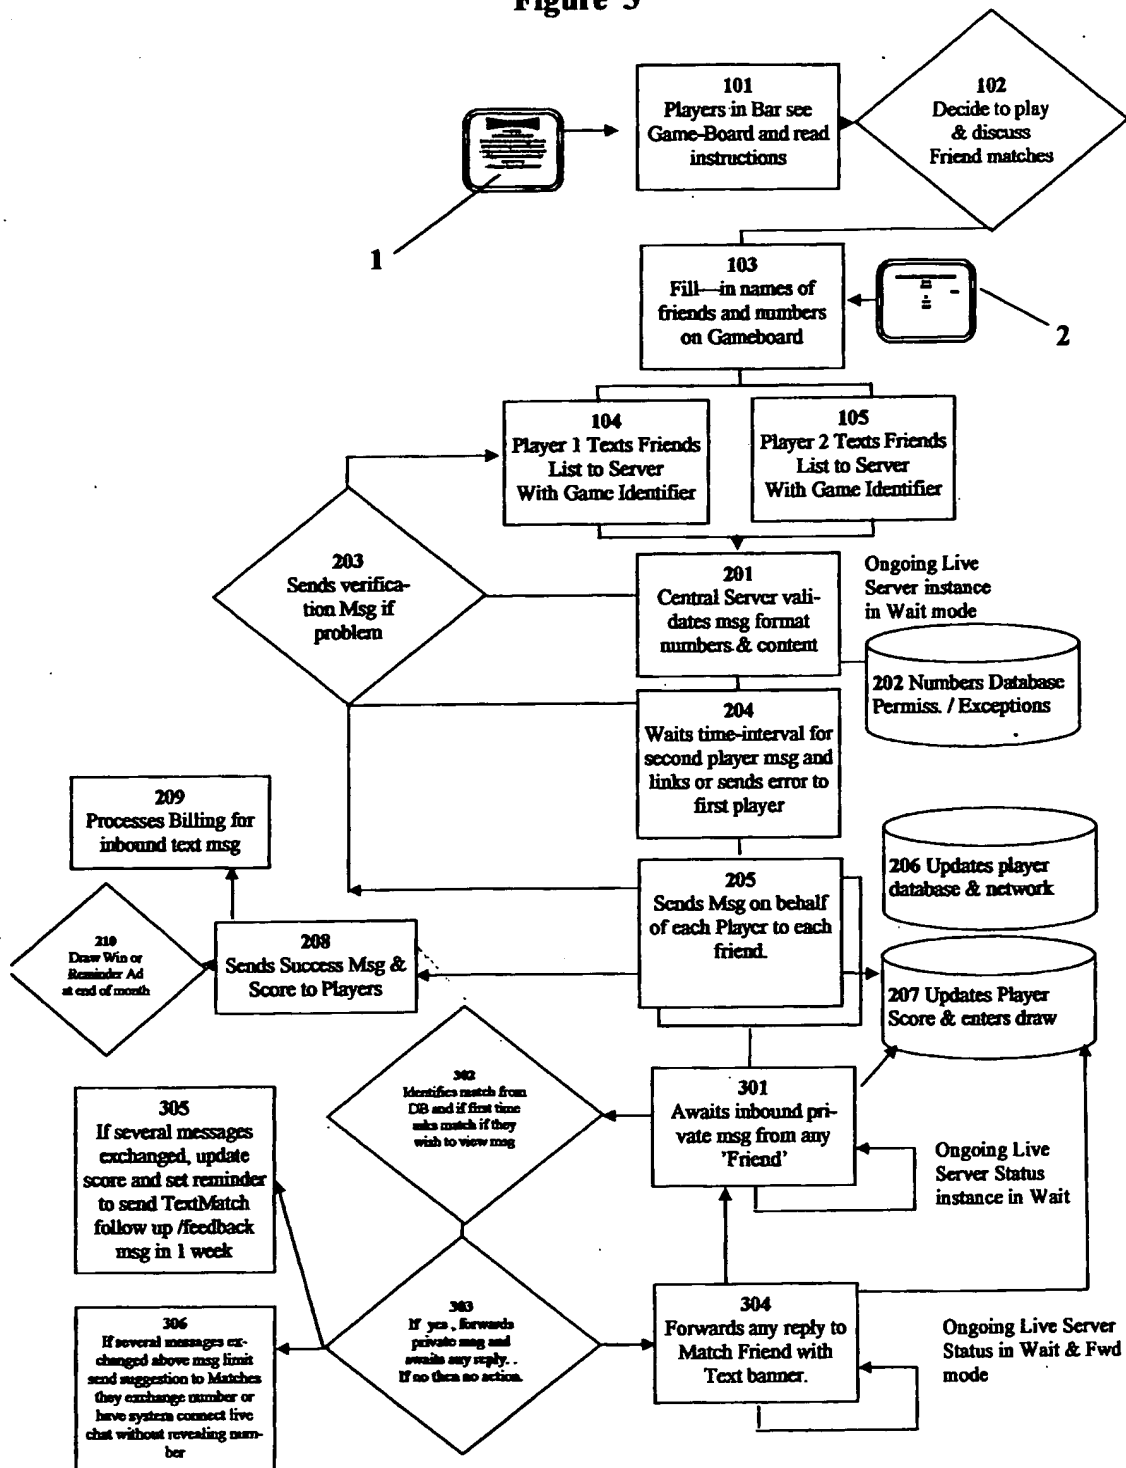 Figure 3
101
Players in Bar see
Game-Board and read
instructions
102
Decide to play
& discuss
Friend matches
1
103
Fill—in names of
friends and numbers
on Gameboard
2
104
Player 1 Texts Friends
List to Server
With Game Identifier
105
Player 2 Texts Friends
List to Server
With Game Identifier
203
Sends verifica-
tion Msg if
problem
201
Central Server vali-
dates msg format
numbers & content
Ongoing Live
Server instance
in Wait mode
202 Numbers Database
Permiss. / Exceptions
204
Waits time-interval for
second player msg and
links or sends error to
first player
209
Processes Billing for
inbound text msg
205
Sends Msg on behalf
of each Player to each
friend.
206 Updates player
database & network
210
Draw Win or
Reminder Ad
at end of month
208
Sends Success Msg &
Score to Players
207 Updates Player
Score & enters draw
302
Identifies match from
DB and if first time
asks match if they
wish to view msg
301
Awaits inbound pri-
vate msg from any
'Friend'
305
If several messages
exchanged, update
score and set reminder
to send TextMatch
follow up /feedback
msg in 1 week
Ongoing Live
Server Status
instance in Wait
303
If yes , forwards
private msg and
awaits any reply. .
If no then no action.
304
Forwards any reply to
Match Friend with
Text banner.
Ongoing Live Server
Status in Wait & Fwd
mode
306
If several messages ex-
changed above msg limit
send suggestion to Matches
they exchange number or
have system connect live
chat without revealing num-
ber